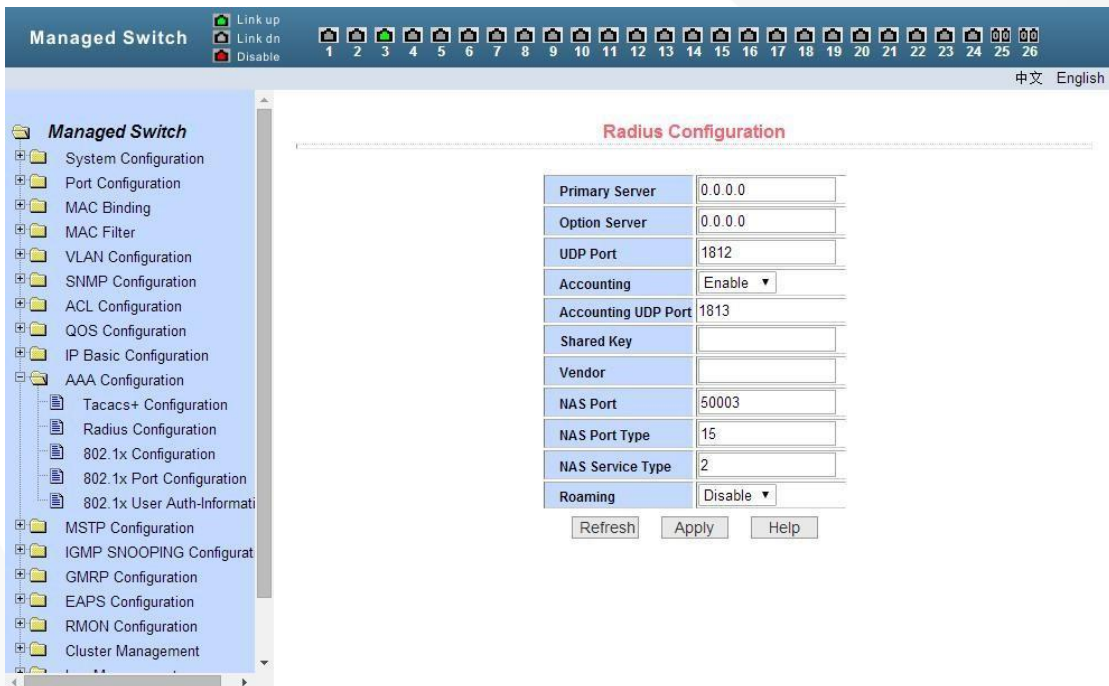 Managed Switch
Link up
Link dn
Disable
1 2 3 4 5 6 7 8 9 10 11 12 13 14 15 16 17 18 19 20 21 22 23 24 25 26
中文 English
Managed Switch
System Configuration
Port Configuration
MAC Binding
MAC Filter
VLAN Configuration
SNMP Configuration
ACL Configuration
QOS Configuration
IP Basic Configuration
AAA Configuration
Tacacs+ Configuration
Radius Configuration
802.1x Configuration
802.1x Port Configuration
802.1x User Auth-Informati
MSTP Configuration
IGMP SNOOPING Configurat
GMRP Configuration
EAPS Configuration
RMON Configuration
Cluster Management
Radius Configuration
Primary Server 0.0.0.0
Option Server 0.0.0.0
UDP Port 1812
Accounting Enable
Accounting UDP Port 1813
Shared Key
Vendor
NAS Port 50003
NAS Port Type 15
NAS Service Type 2
Roaming Disable
Refresh Apply Help